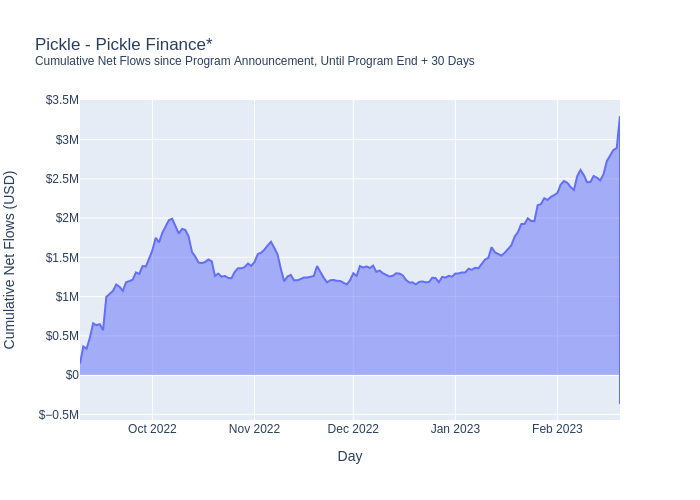 Pickle - Pickle Finance*
Cumulative Net Flows since Program Announcement, Until Program End + 30 Days
Cumulative Net Flows (USD)
$3.5M
$3M
$2.5M
$2M
$1.5M
$1M
$0.5M
$0
$−0.5M
Oct 2022
Nov 2022
Dec 2022
Jan 2023
Feb 2023
Day